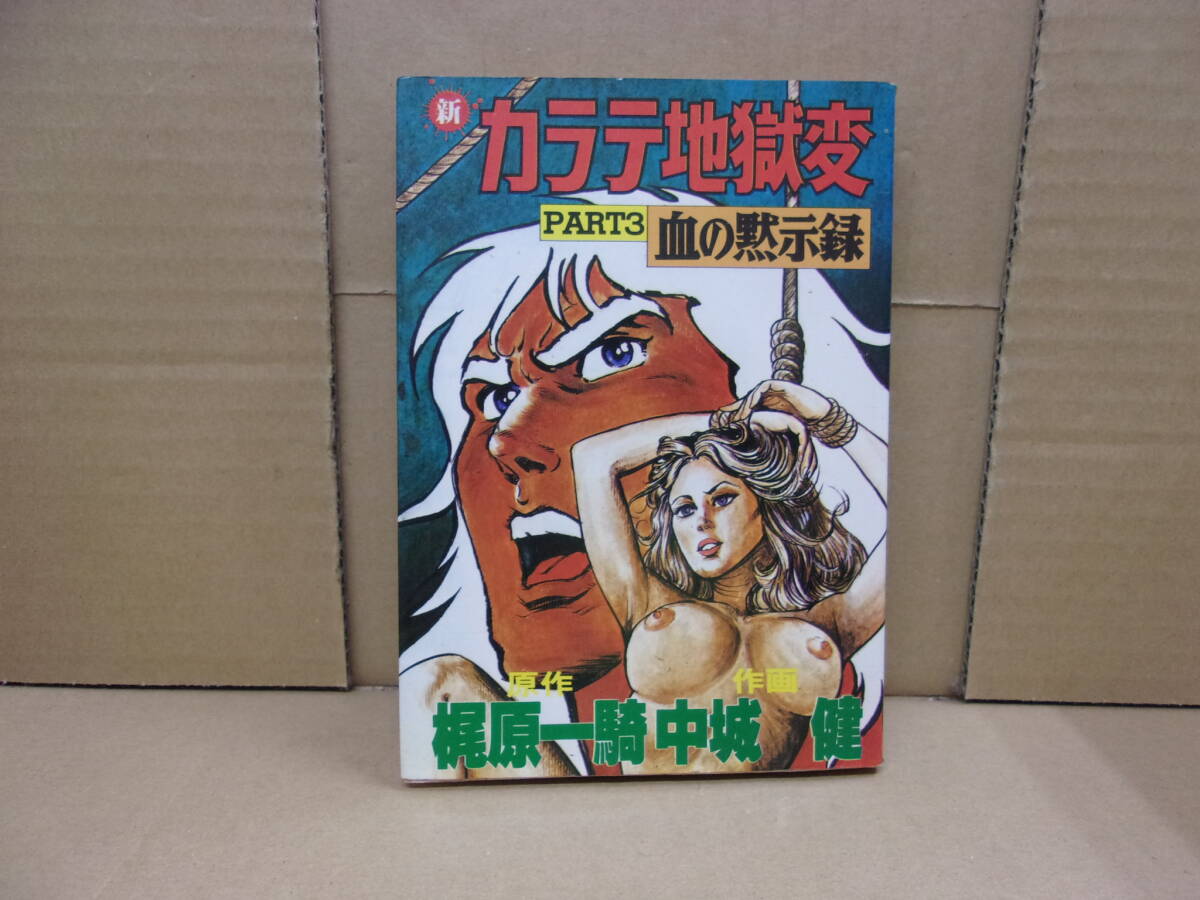 新
カラテ地獄変
PART3 血の黙示録
原作 作画
梶原一騎 中城 健